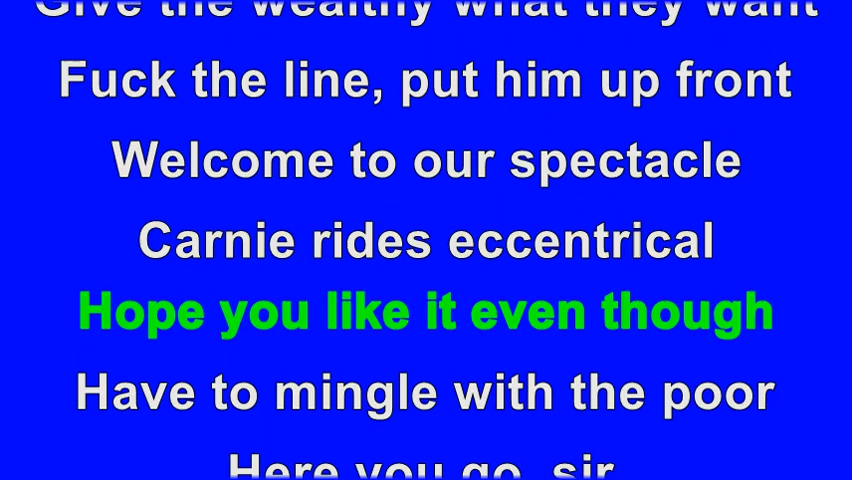 Give the wealthy what they want
Fuck the line, put him up front
Welcome to our spectacle
Carnie rides eccentrical
Hope you like it even though
Have to mingle with the poor
Here you go, sir